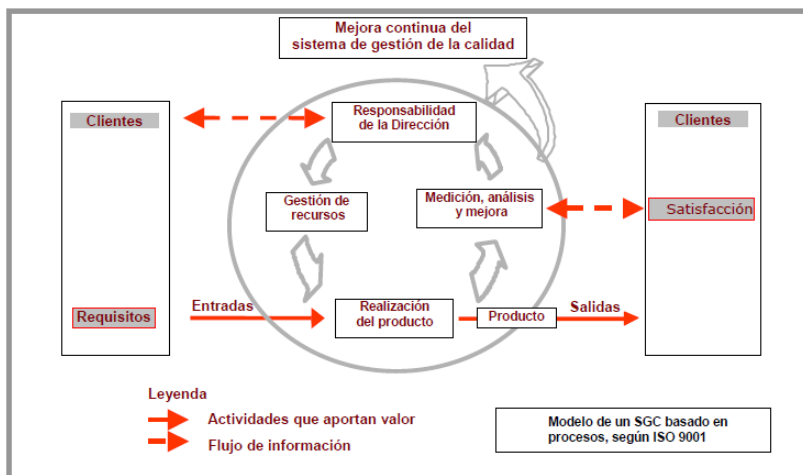 Mejora continua del
sistema de gestión de la calidad
Clientes
Responsabilidad
de la Dirección
Clientes
Gestión de
recursos
Medición, análisis
y mejora
Satisfacción
Requisitos
Entradas
Realización
del producto
Producto
Salidas
Leyenda
Actividades que aportan valor
Flujo de información
Modelo de un SGC basado en
procesos, según ISO 9001